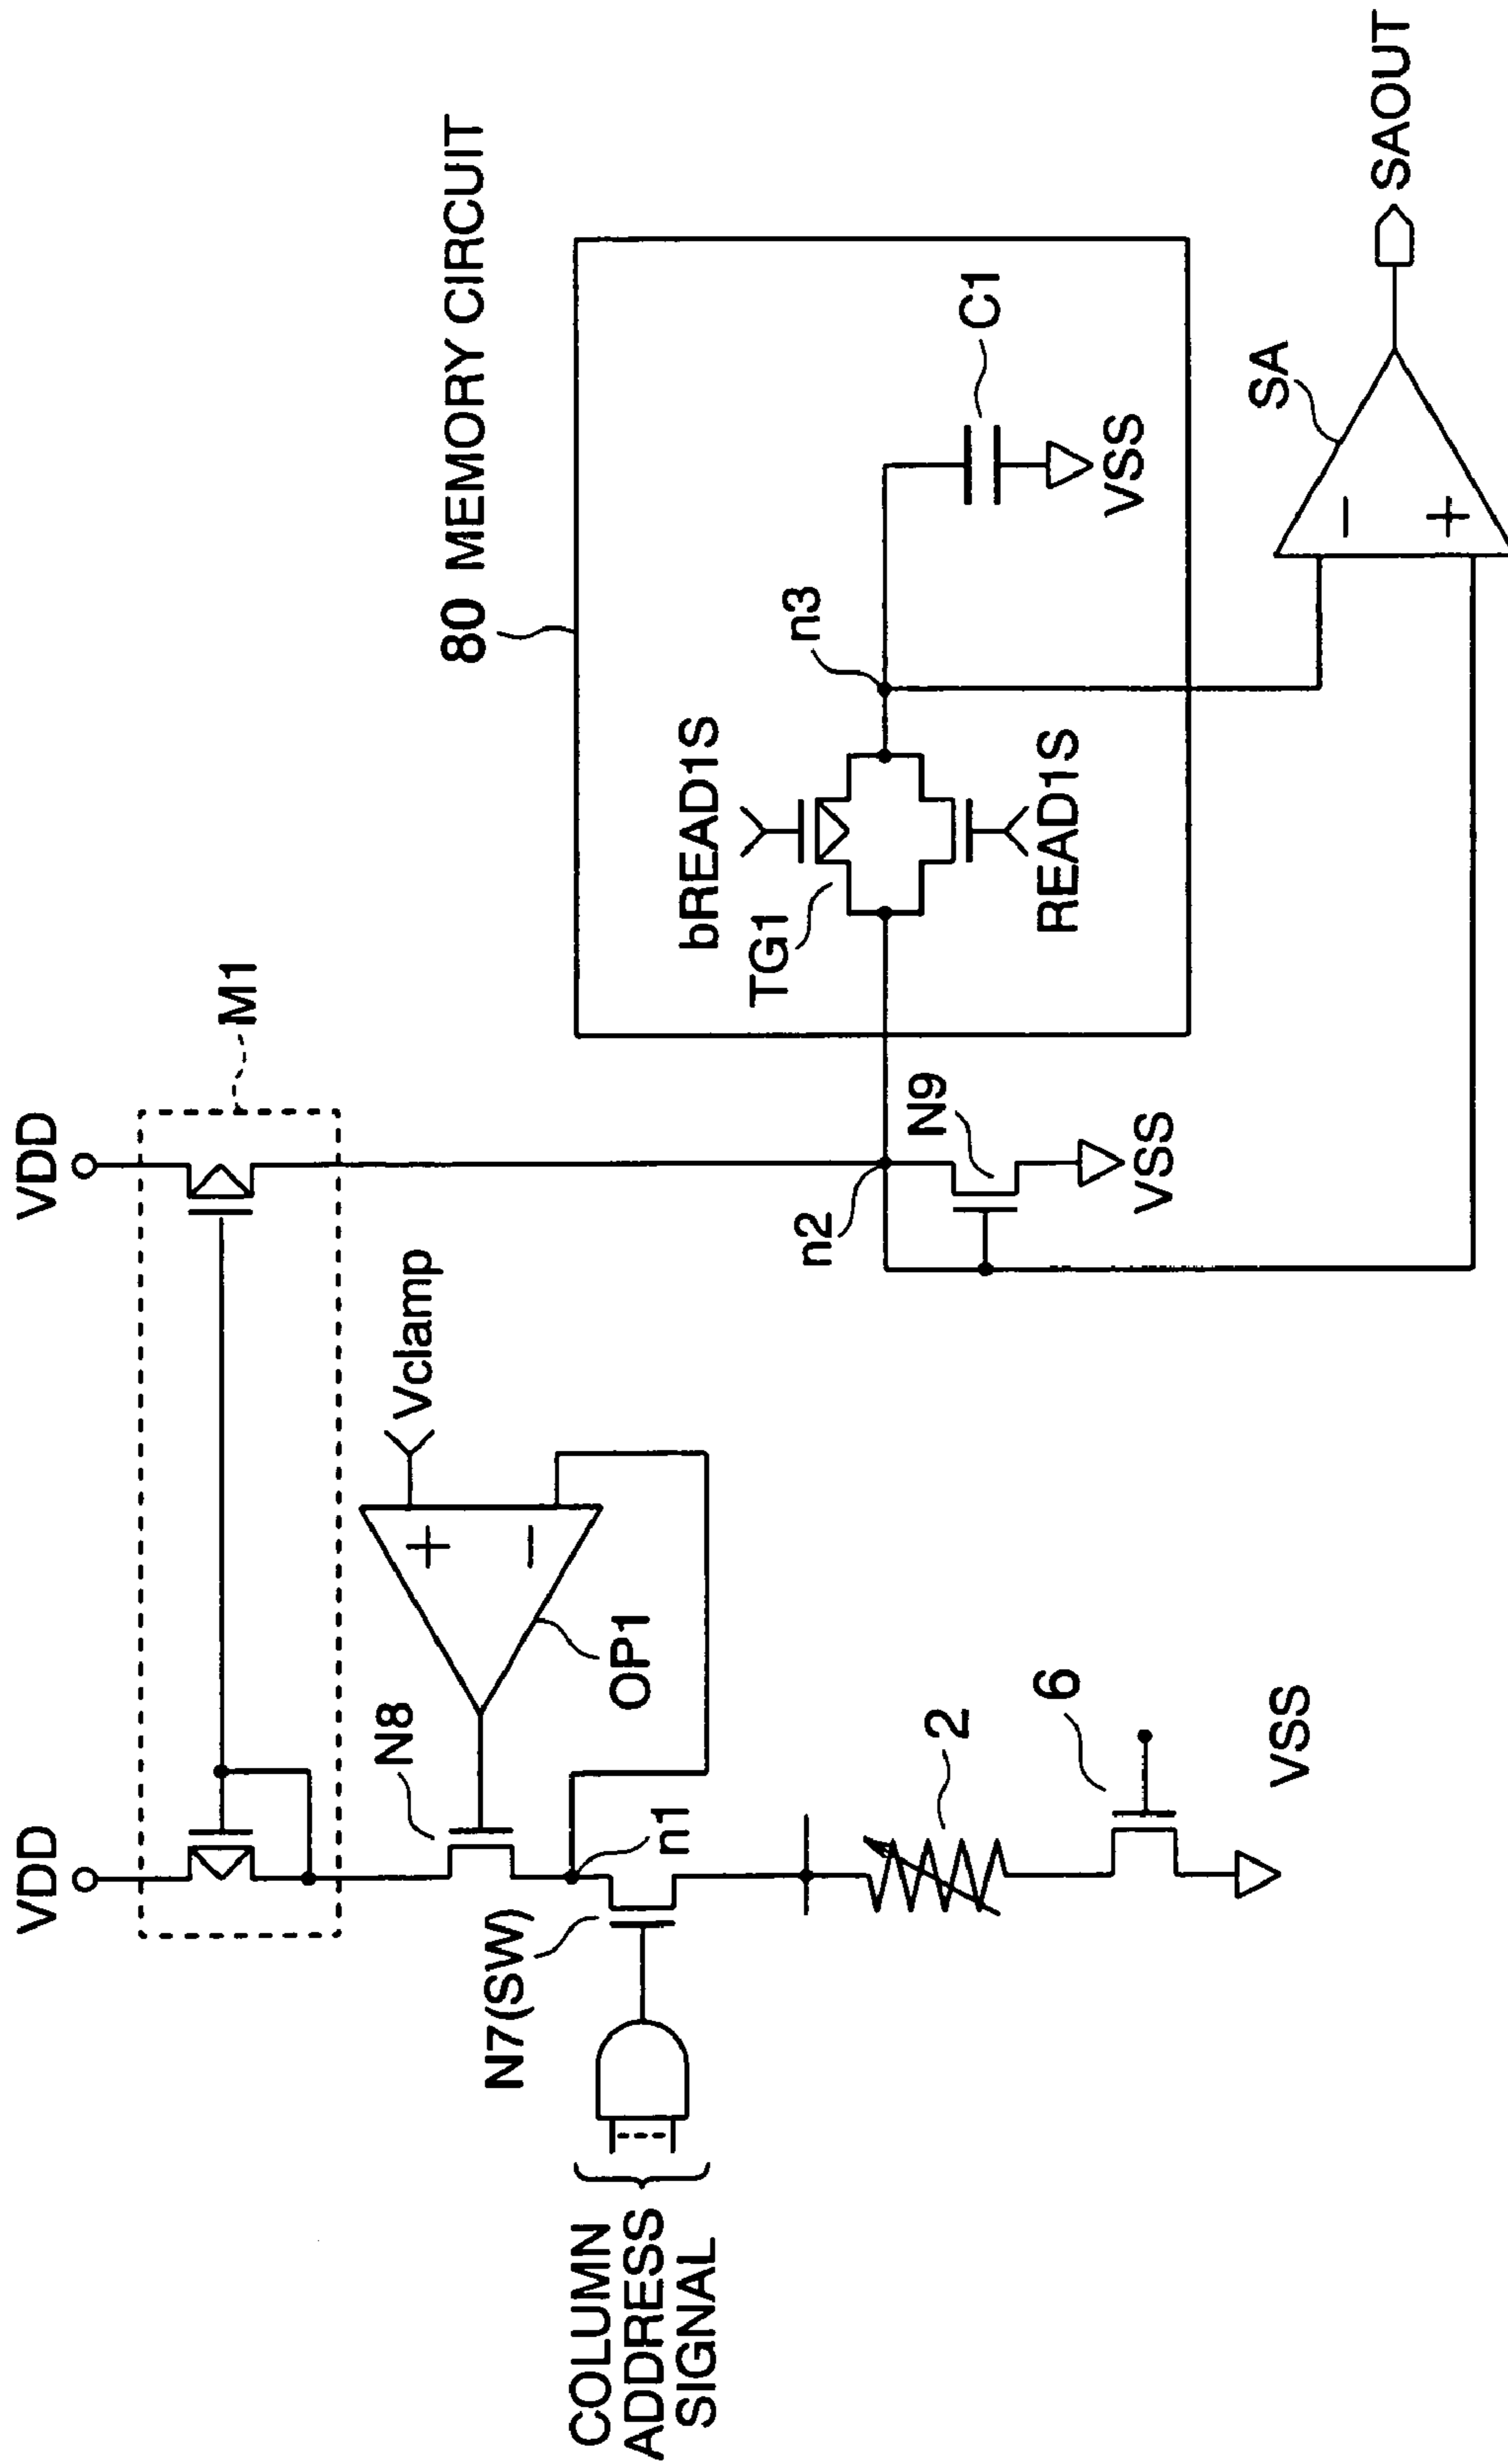 VDD
VDD
M1
Vclamp
N8
80 MEMORY CIRCUIT
+
−
OP1
N7(SW)
COLUMN
ADDRESS
SIGNAL
n1
bREAD1S
TG1
n3
C1
n2
N9
2
6
READ1S
VSS
VSS
VSS
SA
−
+
SAOUT